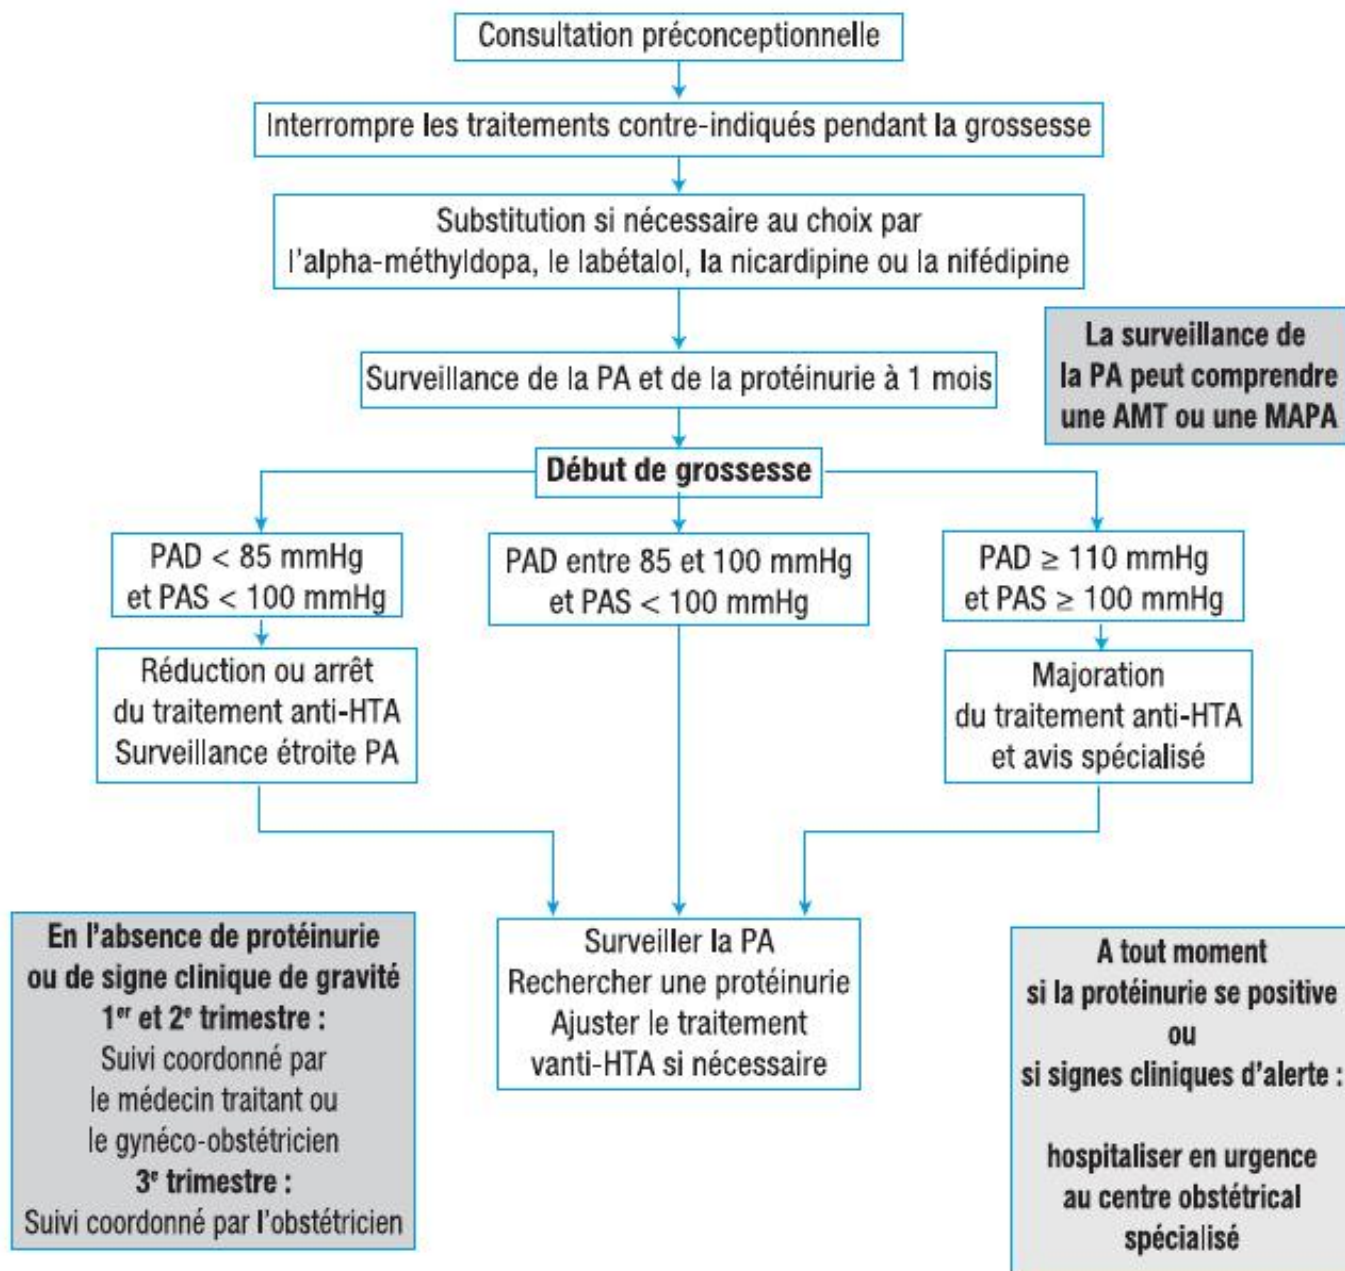 Consultation préconceptionnelle
Interrompre les traitements contre-indiqués pendant la grossesse
Substitution si nécessaire au choix par
l'alpha-méthyldopa, le labétalol, la nicardipine ou la nifédipine
La surveillance de
la PA peut comprendre
une AMT ou une MAPA
Surveillance de la PA et de la protéinurie à 1 mois
Début de grossesse
PAD < 85 mmHg
et PAS < 100 mmHg
PAD entre 85 et 100 mmHg
et PAS < 100 mmHg
PAD ≥ 110 mmHg
et PAS ≥ 100 mmHg
Réduction ou arrêt
du traitement anti-HTA
Surveillance étroite PA
Majoration
du traitement anti-HTA
et avis spécialisé
En l'absence de protéinurie
ou de signe clinique de gravité
1er et 2e trimestre :
Suivi coordonné par
le médecin traitant ou
le gynéco-obstétricien
3e trimestre :
Suivi coordonné par l'obstétricien
Surveiller la PA
Rechercher une protéinurie
Ajuster le traitement
vanti-HTA si nécessaire
A tout moment
si la protéinurie se positive
ou
si signes cliniques d'alerte :
hospitaliser en urgence
au centre obstétrical
spécialisé